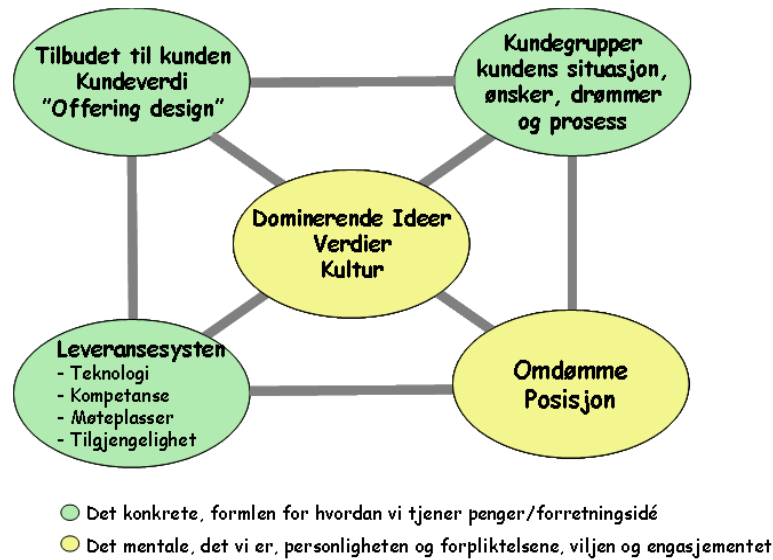 Tilbudet til kunden
Kundeverdi
"Offering design"
Kundegrupper
kundens situasjon,
ønsker, drømmer
og prosess
Dominerende Ideer
Verdier
Kultur
Leveransesysten
- Teknologi
- Kompetanse
- Møteplasser
- Tilgjengelighet
Omdømme
Posisjon
Det konkrete, formlen for hvordan vi tjener penger/forretningsidé
Det mentale, det vi er, personligheten og forpliktelsene, viljen og engasjementet